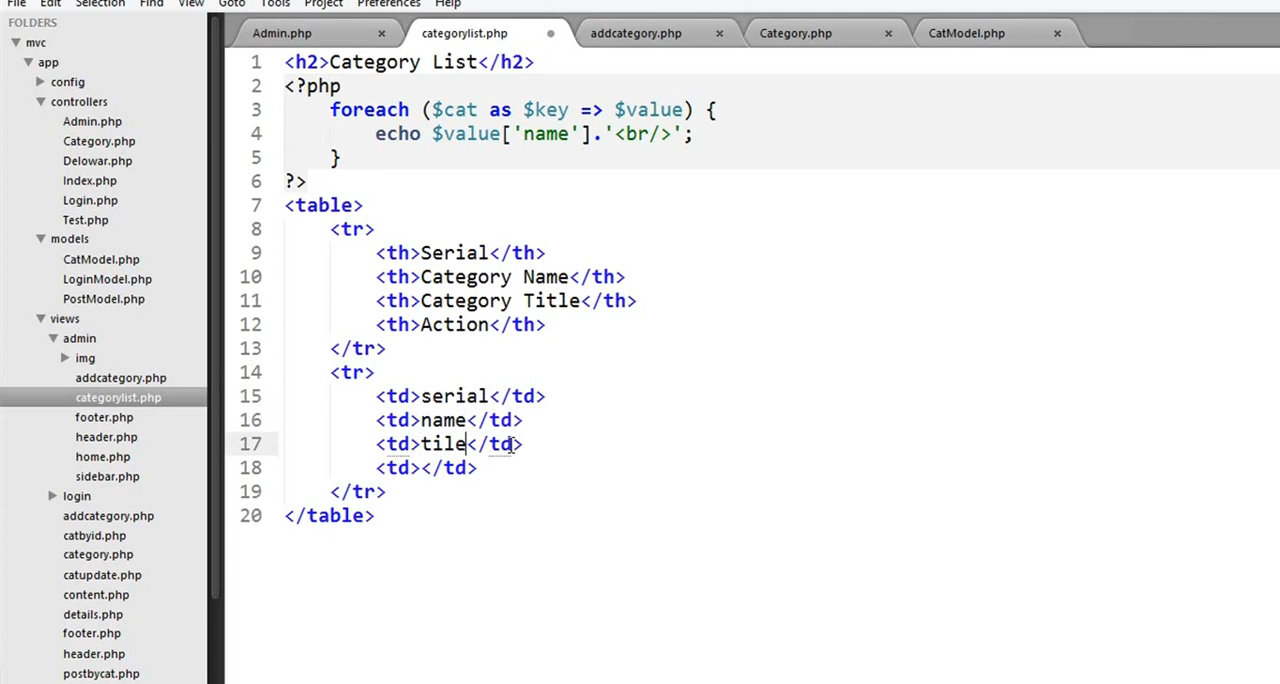 File Edit Selection Find View Goto Tools Project Preferences Help
FOLDERS
mvc
app
config
controllers
Admin.php
Category.php
Delowar.php
Index.php
Login.php
Test.php
models
CatModel.php
LoginModel.php
PostModel.php
views
admin
img
addcategory.php
categorylist.php
footer.php
header.php
home.php
sidebar.php
login
addcategory.php
catbyid.php
category.php
catupdate.php
content.php
details.php
footer.php
header.php
postbycat.php
Admin.php × categorylist.php addcategory.php × Category.php × CatModel.php ×
1 <h2>Category List</h2>
2 <?php
3 foreach ($cat as $key => $value) {
4 echo $value['name'].'<br/>';
5 }
6 ?>
7 <table>
8 <tr>
9 <th>Serial</th>
10 <th>Category Name</th>
11 <th>Category Title</th>
12 <th>Action</th>
13 </tr>
14 <tr>
15 <td>serial</td>
16 <td>name</td>
17 <td>tile</td>
18 <td></td>
19 </tr>
20 </table>